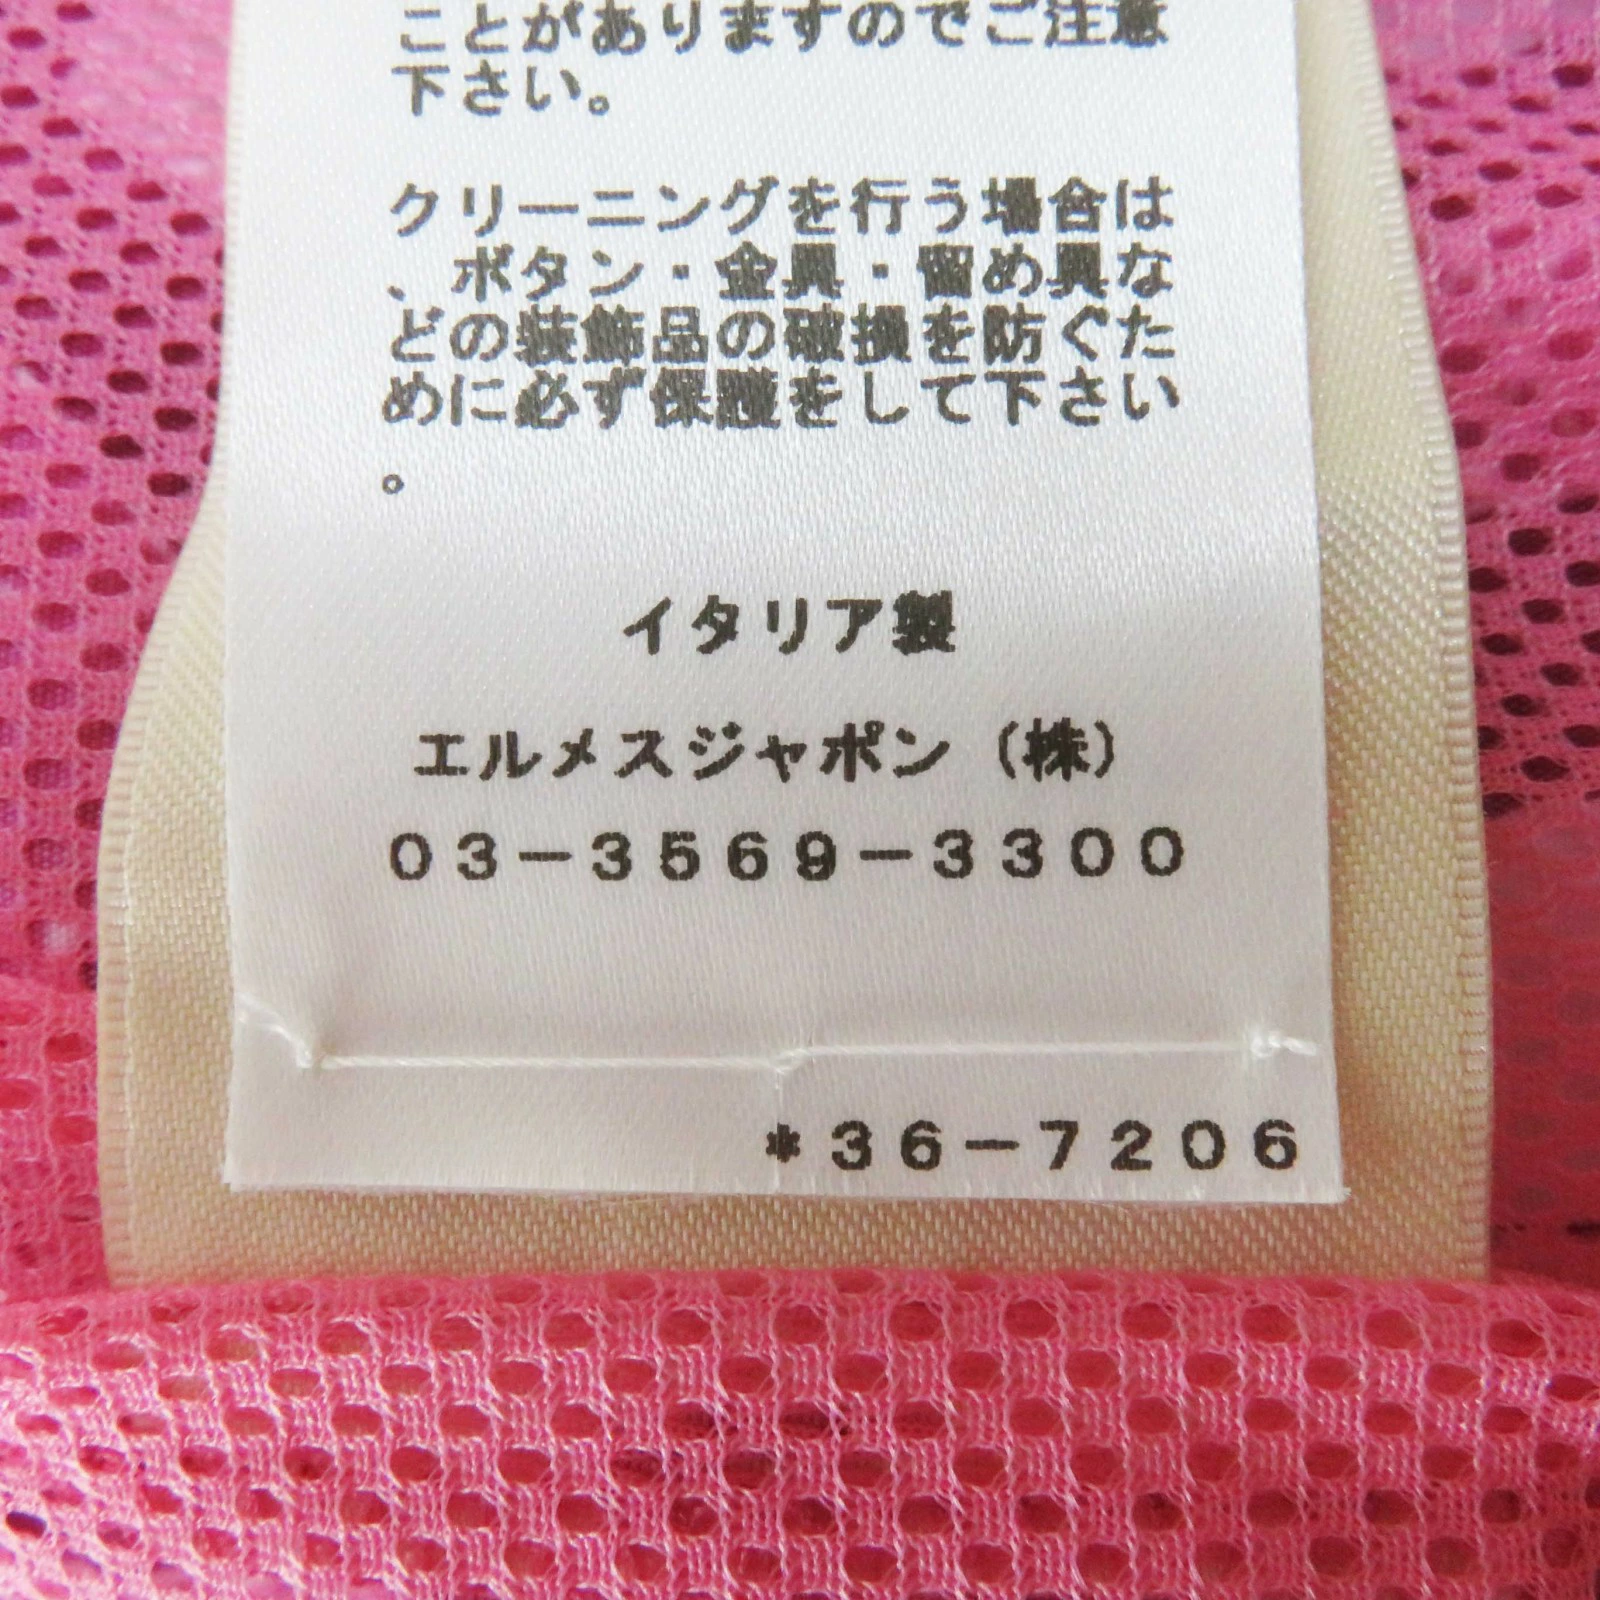 ことがありますのでご注意
下さい。
クリーニングを行う場合は
、ボタン・金具・留め具な
どの装飾品の破損を防ぐた
めに必ず保護をして下さい
。
イタリア製
エルメスジャポン（株）
03-3569-3300
*36-7206